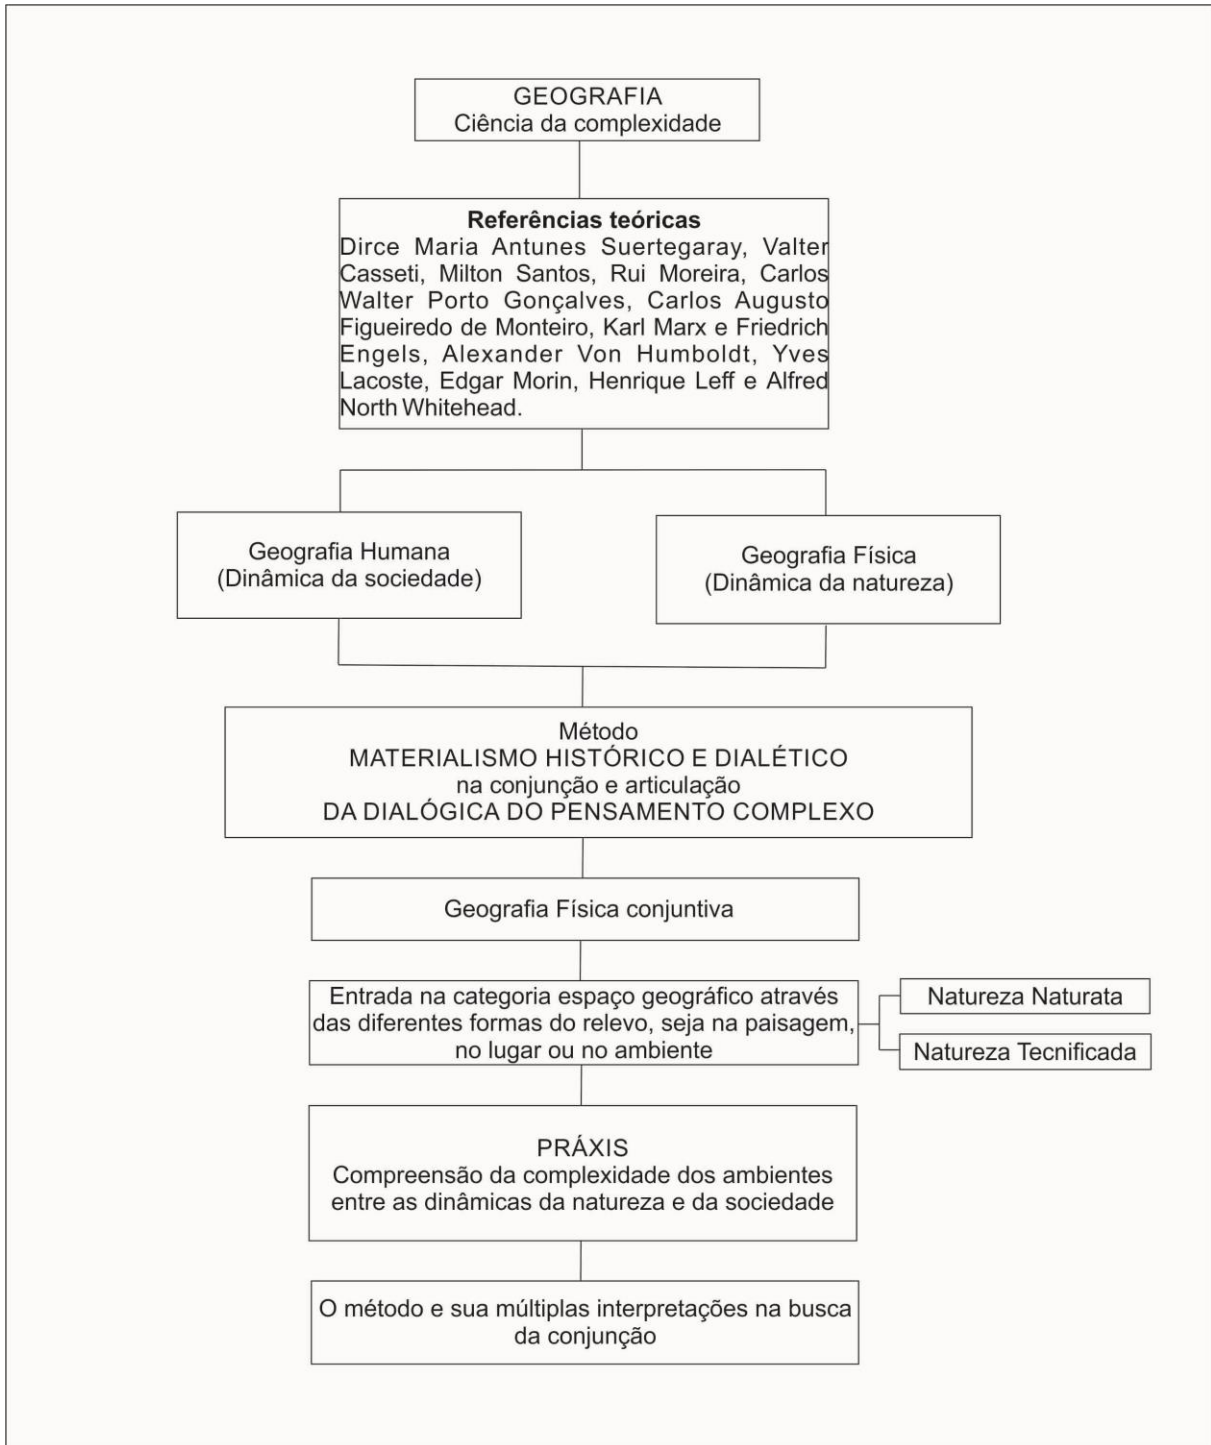 GEOGRAFIA
Ciência da complexidade
Referências teóricas
Dirce Maria Antunes Suertegaray, Valter
Casseti, Milton Santos, Rui Moreira, Carlos
Walter Porto Gonçalves, Carlos Augusto
Figueiredo de Monteiro, Karl Marx e Friedrich
Engels, Alexander Von Humboldt, Yves
Lacoste, Edgar Morin, Henrique Leff e Alfred
North Whitehead.
Geografia Humana
(Dinâmica da sociedade)
Geografia Física
(Dinâmica da natureza)
Método
MATERIALISMO HISTÓRICO E DIALÉTICO
na conjunção e articulação
DA DIALÓGICA DO PENSAMENTO COMPLEXO
Geografia Física conjuntiva
Entrada na categoria espaço geográfico através
das diferentes formas do relevo, seja na paisagem,
no lugar ou no ambiente
Natureza Naturata
Natureza Tecnificada
PRÁXIS
Compreensão da complexidade dos ambientes
entre as dinâmicas da natureza e da sociedade
O método e sua múltiplas interpretações na busca
da conjunção